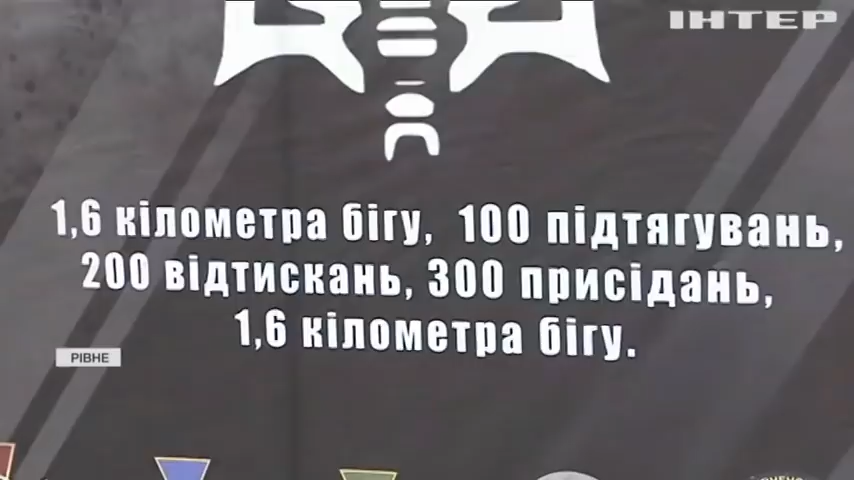 ІНТЕР
1,6 кілометра бігу, 100 підтягувань,
200 відтискань, 300 присідань,
1,6 кілометра бігу.
РІВНЕ